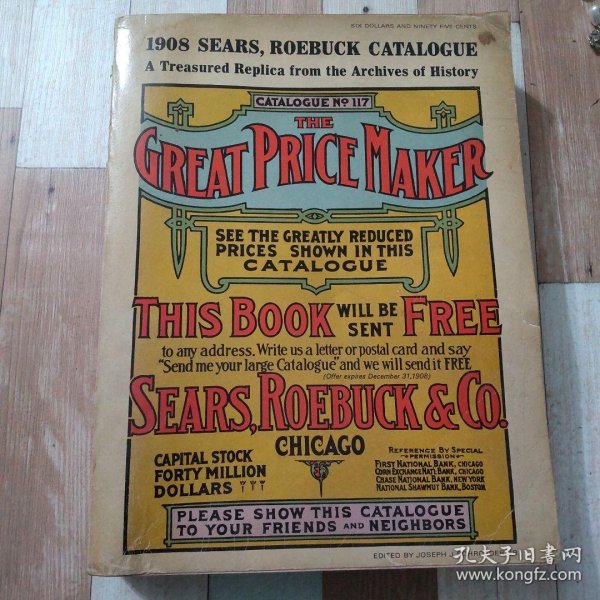 SIX DOLLARS AND NINETY FIVE CENTS
1908 SEARS, ROEBUCK CATALOGUE
A Treasured Replica from the Archives of History
CATALOGUE No 117
THE
GREAT PRICE MAKER
SEE THE GREATLY REDUCED
PRICES SHOWN IN THIS
CATALOGUE
THIS BOOK WILL BE SENT FREE
to any address. Write us a letter or postal card and say
"Send me your large Catalogue" and we will send it FREE
(Offer expires December 31, 1908)
SEARS, ROEBUCK & CO.
CHICAGO
CAPITAL STOCK
FORTY MILLION
DOLLARS
REFERENCE BY SPECIAL
PERMISSION
FIRST NATIONAL BANK, CHICAGO
CORN EXCHANGE NAT'L BANK, CHICAGO
CHASE NATIONAL BANK, NEW YORK
NATIONAL SHAWMUT BANK, BOSTON
PLEASE SHOW THIS CATALOGUE
TO YOUR FRIENDS AND NEIGHBORS
EDITED BY JOSEPH J.
孔夫子旧书网
www.kongfz.com